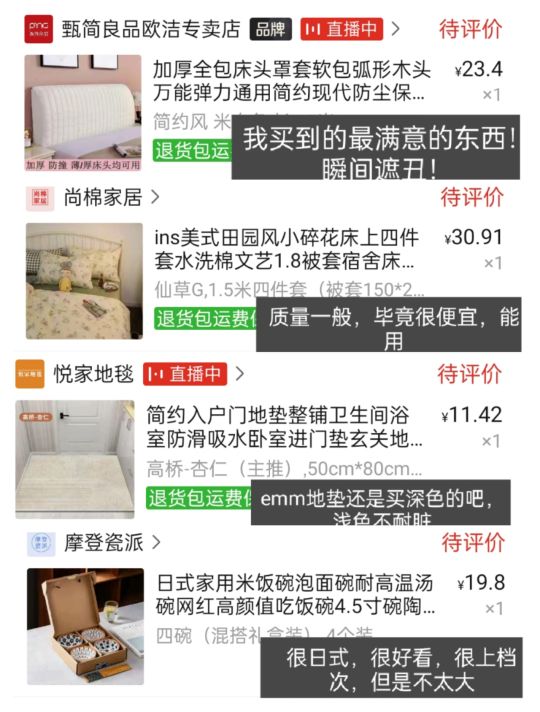 甄简良品欧洁专卖店 品牌 直播中 待评价
加厚全包床头罩套软包弧形木头
¥23.4
万能弹力通用简约现代防尘保...
×1
简约风 米
退货包运
加厚 防撞 薄/厚床头均可用
我买到的最满意的东西!
瞬间遮丑!
尚棉家居
尚棉家居 待评价
ins美式田园风小碎花床上四件
¥30.91
套水洗棉文艺1.8被套宿舍床...
×1
仙草G,1.5米四件套（被套150*2...
退货包运费
质量一般，毕竟很便宜，能
用
悦家地毯
悦家地毯 直播中 待评价
高桥-杏仁
简约入户门地垫整铺卫生间浴
¥11.42
室防滑吸水卧室进门垫玄关地...
×1
高桥-杏仁（主推）,50cm*80cm...
退货包运费
emm地垫还是买深色的吧，
浅色不耐脏
摩登瓷派 待评价
日式家用米饭碗泡面碗耐高温汤
¥19.8
碗网红高颜值吃饭碗4.5寸碗陶...
×1
四碗（混搭礼盒装）,4个装
很日式，很好看，很上档
次，但是不太大